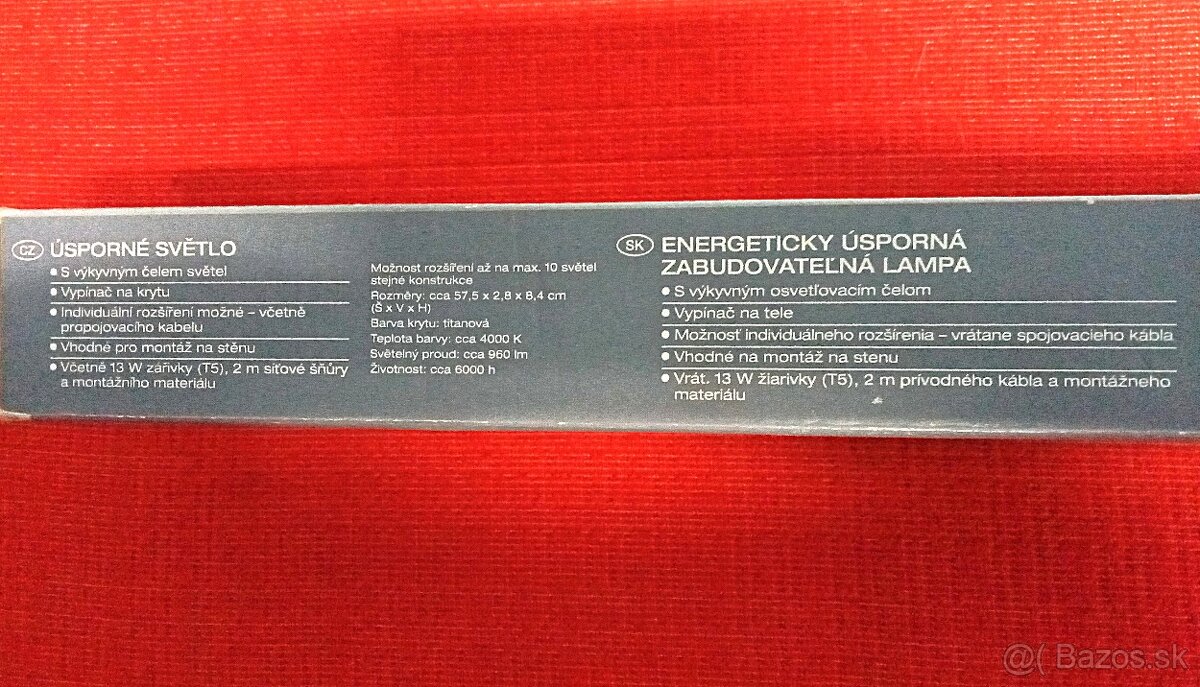 CZ ÚSPORNÉ SVĚTLO
• S výkyvným čelem světel
• Vypínač na krytu
• Individuální rozšíření možné – včetně
propojovacího kabelu
• Vhodné pro montáž na stěnu
• Včetně 13 W zářivky (T5), 2 m síťové šňůry
a montážního materiálu
Možnost rozšíření až na max. 10 světel
stejné konstrukce
Rozměry: cca 57,5 x 2,8 x 8,4 cm
(Š x V x H)
Barva krytu: titanová
Teplota barvy: cca 4000 K
Světelný proud: cca 960 lm
Životnost: cca 6000 h
SK ENERGETICKY ÚSPORNÁ
ZABUDOVATEĽNÁ LAMPA
• S výkyvným osvetľovacím čelom
• Vypínač na tele
• Možnosť individuálneho rozšírenia – vrátane spojovacieho kábla
• Vhodné na montáž na stenu
• Vrát. 13 W žiarivky (T5), 2 m prívodného kábla a montážneho
materiálu
@( Bazos.sk